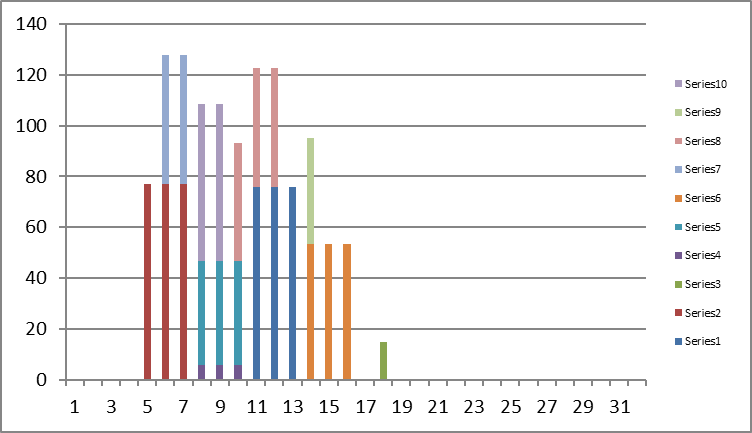 140
120
100
80
60
40
20
0
1 3 5 7 9 11 13 15 17 19 21 23 25 27 29 31
Series10
Series9
Series8
Series7
Series6
Series5
Series4
Series3
Series2
Series1